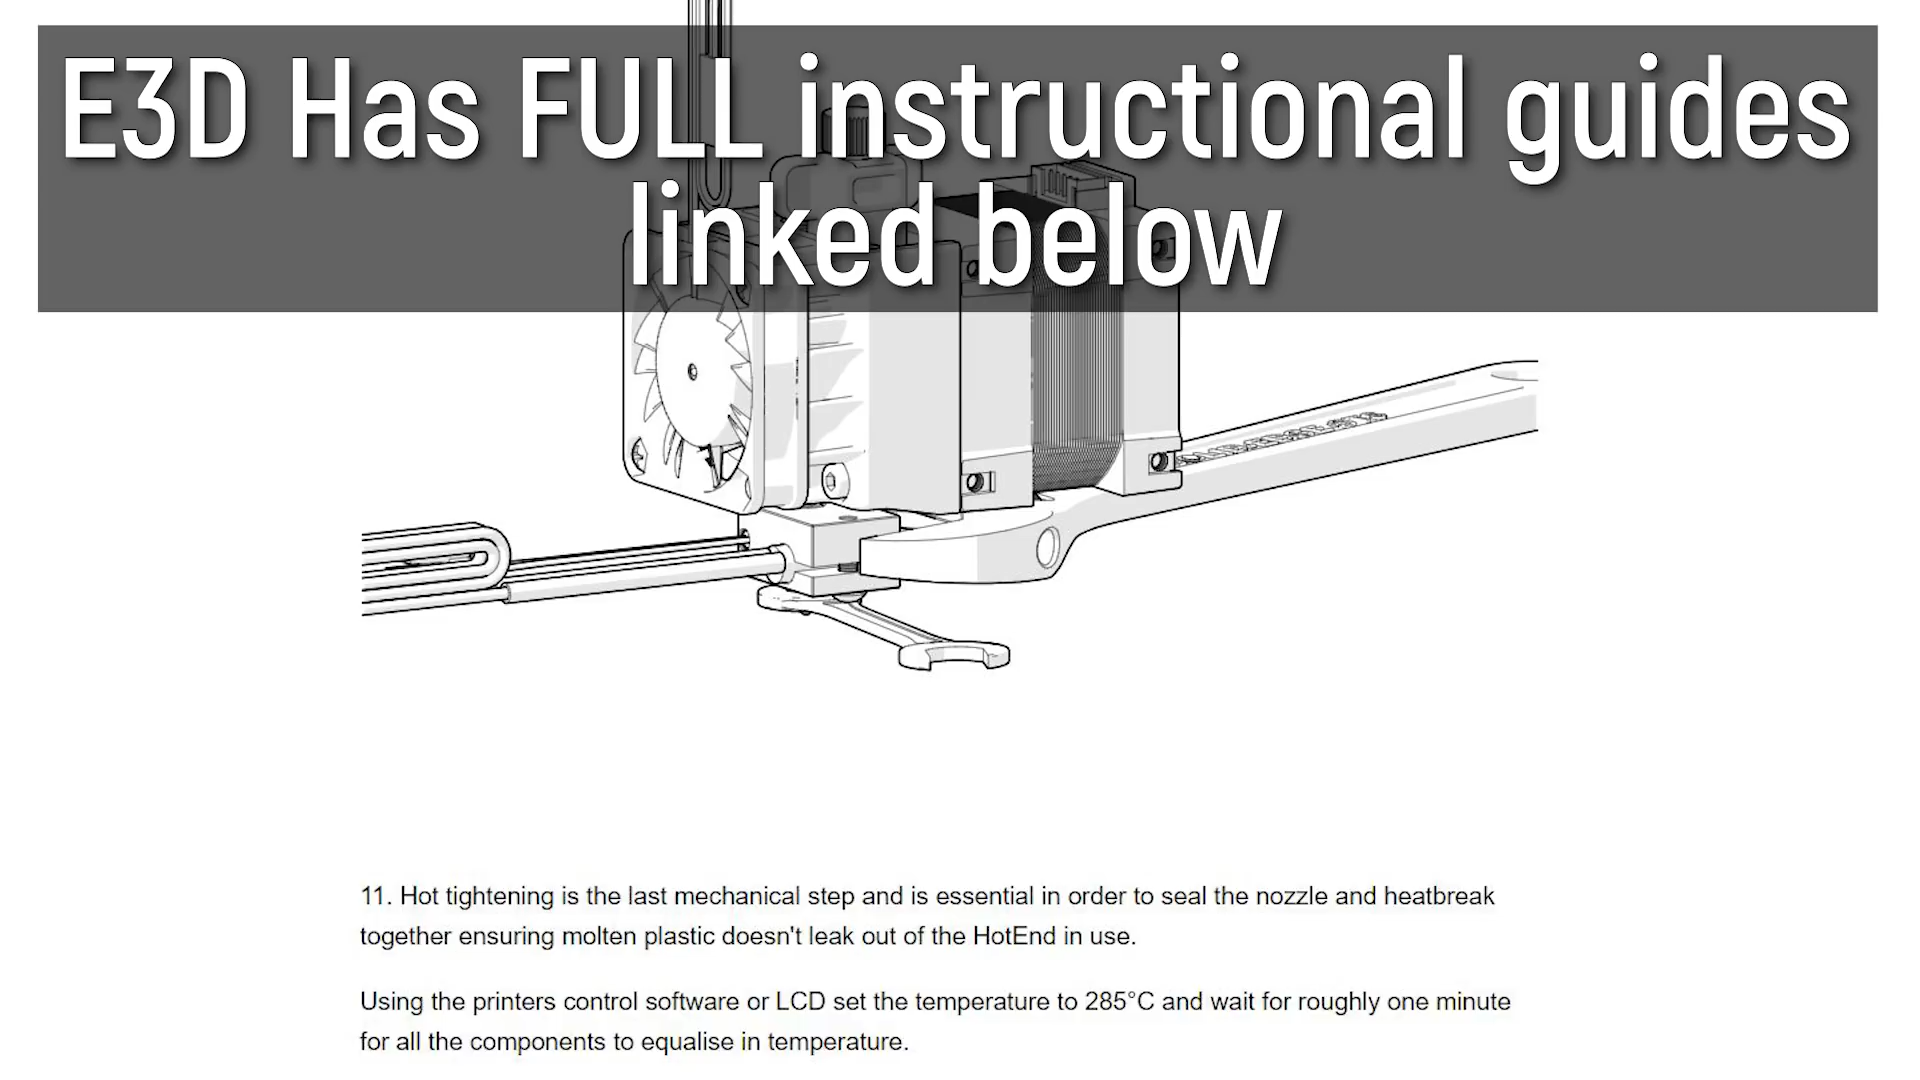 E3D Has FULL instructional guides
linked below
11. Hot tightening is the last mechanical step and is essential in order to seal the nozzle and heatbreak
together ensuring molten plastic doesn't leak out of the HotEnd in use.
Using the printers control software or LCD set the temperature to 285°C and wait for roughly one minute
for all the components to equalise in temperature.